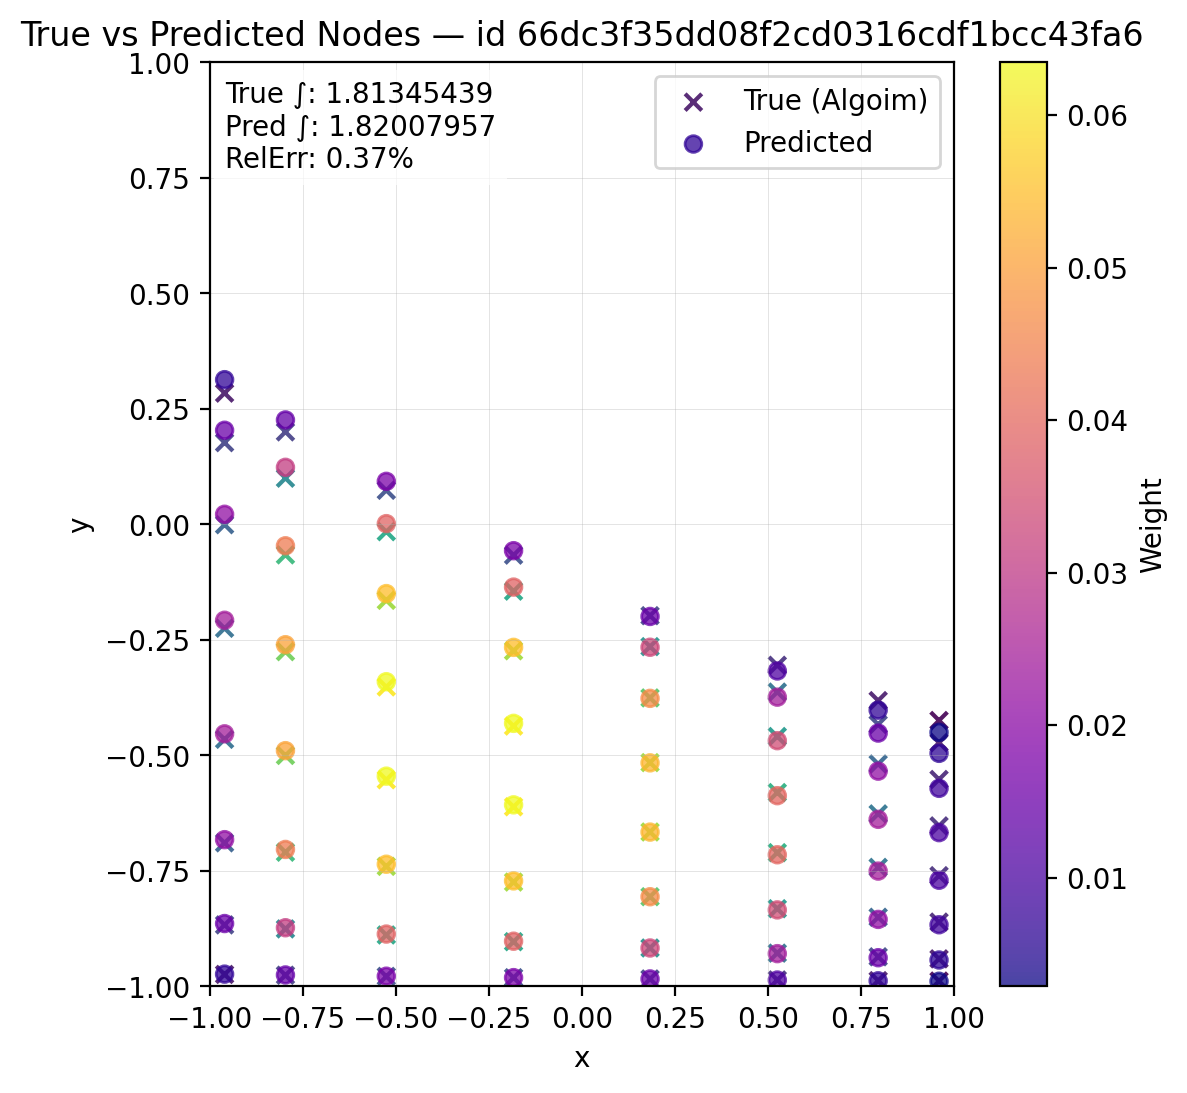 True vs Predicted Nodes — id 66dc3f35dd08f2cd0316cdf1bcc43fa6
True ∫: 1.81345439
Pred ∫: 1.82007957
RelErr: 0.37%
True (Algoim)
Predicted
1.00
0.75
0.50
0.25
0.00
−0.25
−0.50
−0.75
−1.00
y
−1.00 −0.75 −0.50 −0.25 0.00 0.25 0.50 0.75 1.00
x
0.06
0.05
0.04
0.03
0.02
0.01
Weight